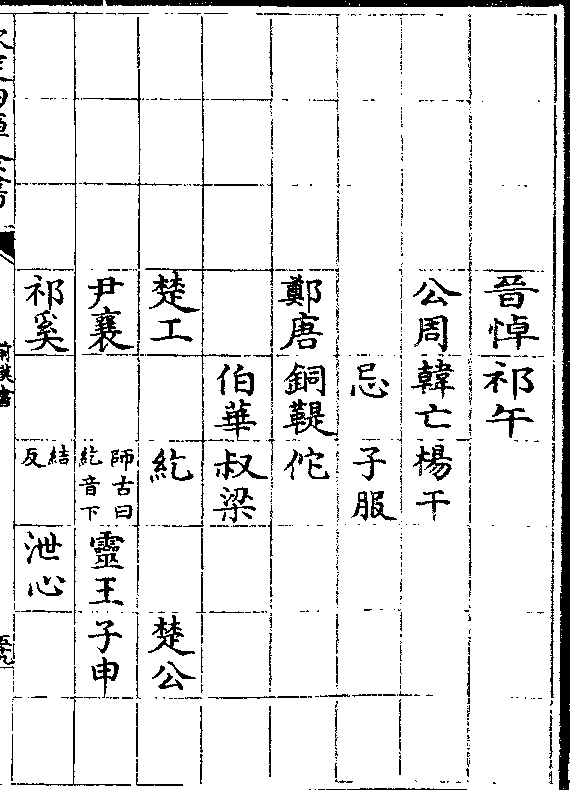 晉悼 祁午
公周 韓亡 楊干
忌 子服
鄭唐 銅鞮 佗
伯華 叔梁
楚工 紇 楚公
尹襄 師古曰紇音下 靈王 子申
祁奚 結反 泄心
前漢書